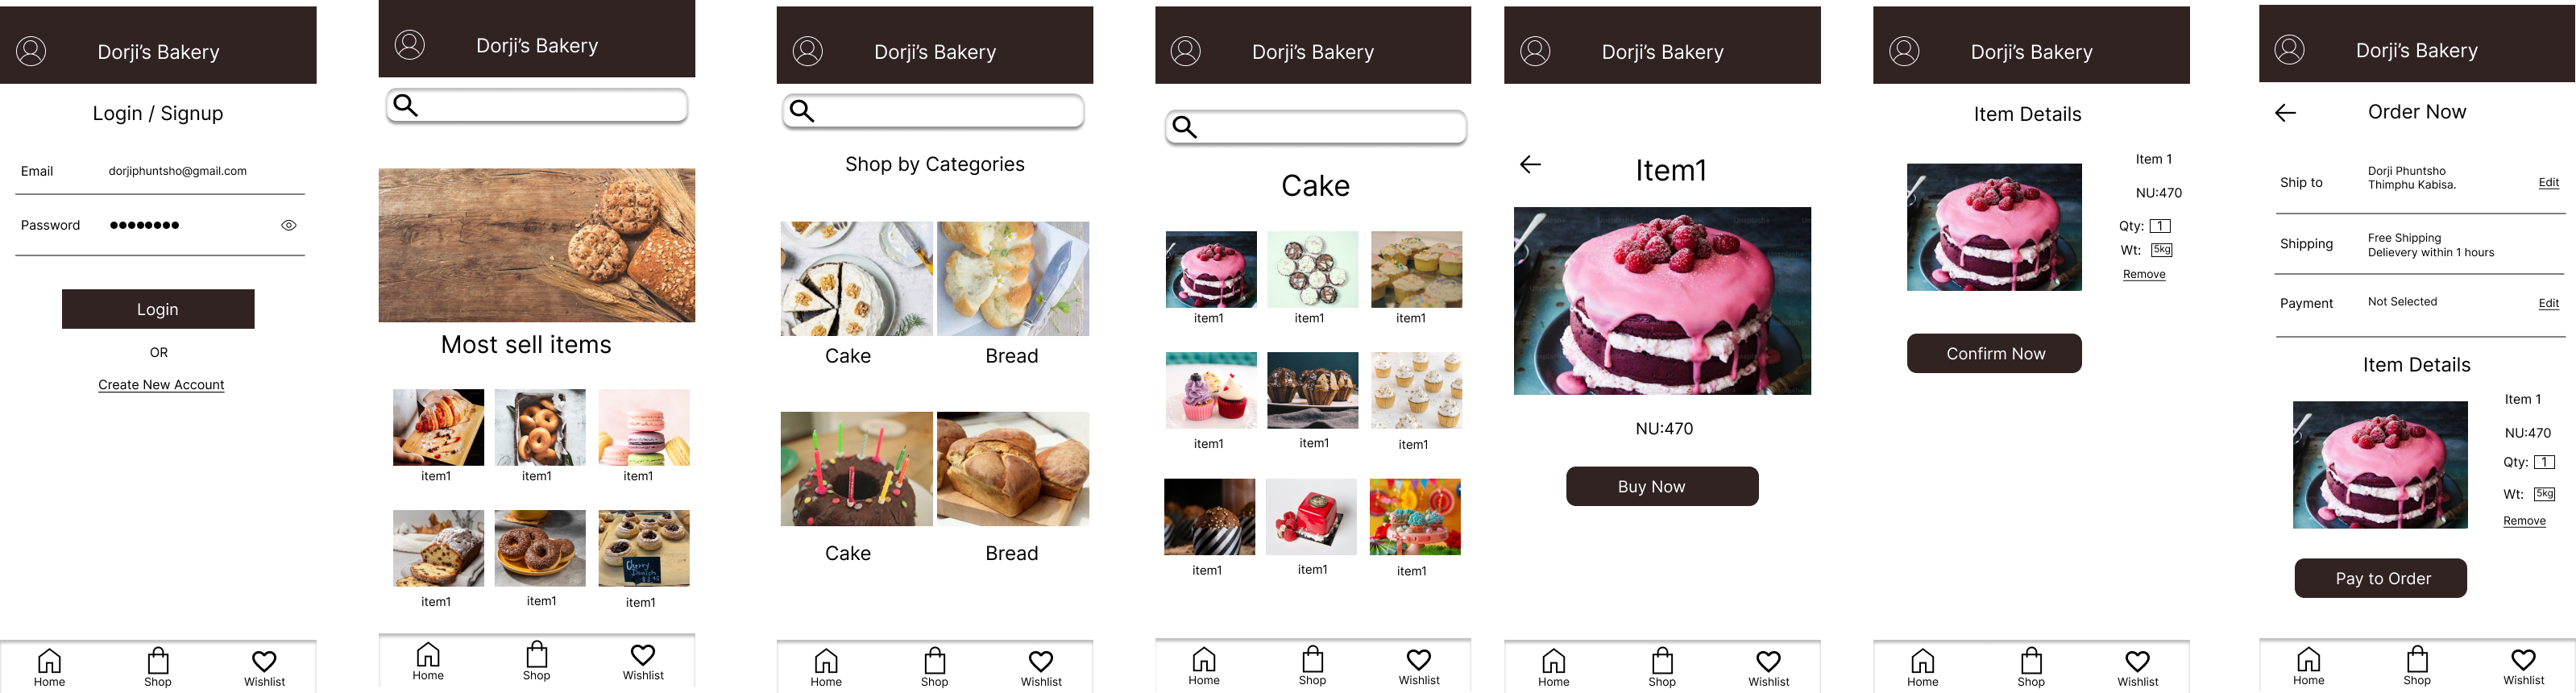 Dorji's Bakery
Login / Signup
Email
dorjiphuntsho@gmail.com
Password
Login
OR
Create New Account
Home
Shop
Wishlist
Dorji's Bakery
Most sell items
item1
item1
item1
item1
item1
item1
Home
Shop
Wishlist
Dorji's Bakery
Shop by Categories
Cake
Bread
Cake
Bread
Home
Shop
Wishlist
Dorji's Bakery
Cake
item1
item1
item1
item1
item1
item1
item1
item1
item1
Home
Shop
Wishlist
Dorji's Bakery
Item1
NU:470
Buy Now
Home
Shop
Wishlist
Dorji's Bakery
Item Details
Item 1
NU:470
Qty: 1
Wt: 5kg
Remove
Confirm Now
Home
Shop
Wishlist
Dorji's Bakery
Order Now
Ship to
Dorji Phuntsho
Thimphu Kabisa.
Edit
Shipping
Free Shipping
Delievery within 1 hours
Payment
Not Selected
Edit
Item Details
Item 1
NU:470
Qty: 1
Wt: 5kg
Remove
Pay to Order
Home
Shop
Wishlist